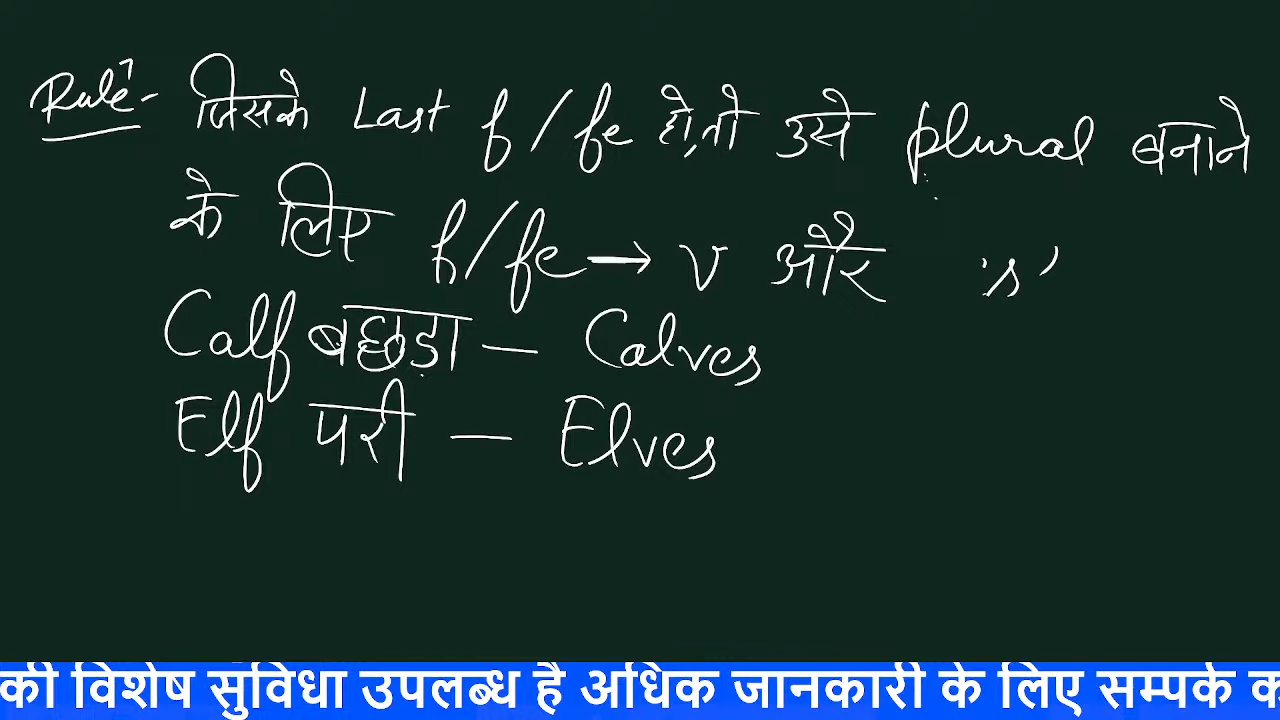 Rule7- जिसके Last f/fe हो,तो उसे plural बनाने
के लिए f/fe→ v और 's'
Calf बछड़ा — Calves
Elf परी — Elves
की विशेष सुविधा उपलब्ध है अधिक जानकारी के लिए सम्पर्क क